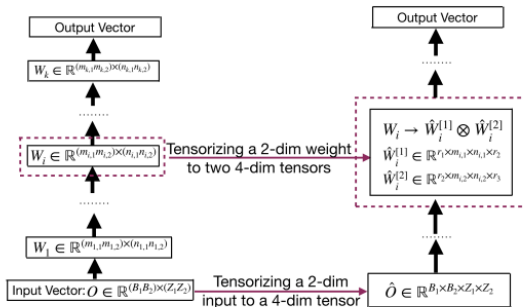 Output Vector
W_k ∈ ℝ^{(m_{k,1}m_{k,2})×(n_{k,1}n_{k,2})}
........
W_i ∈ ℝ^{(m_{i,1}m_{i,2})×(n_{i,1}n_{i,2})}
........
W_1 ∈ ℝ^{(m_{1,1}m_{1,2})×(n_{1,1}n_{1,2})}
Input Vector: O ∈ ℝ^{(B_1B_2)×(Z_1Z_2)}
Tensorizing a 2-dim weight
to two 4-dim tensors
Tensorizing a 2-dim
input to a 4-dim tensor
Output Vector
........
W_i → Ŵ_i^{[1]} ⊗ Ŵ_i^{[2]}
Ŵ_i^{[1]} ∈ ℝ^{r_1×m_{i,1}×n_{i,1}×r_2}
Ŵ_i^{[2]} ∈ ℝ^{r_2×m_{i,2}×n_{i,2}×r_3}
........
Ô ∈ ℝ^{B_1×B_2×Z_1×Z_2}